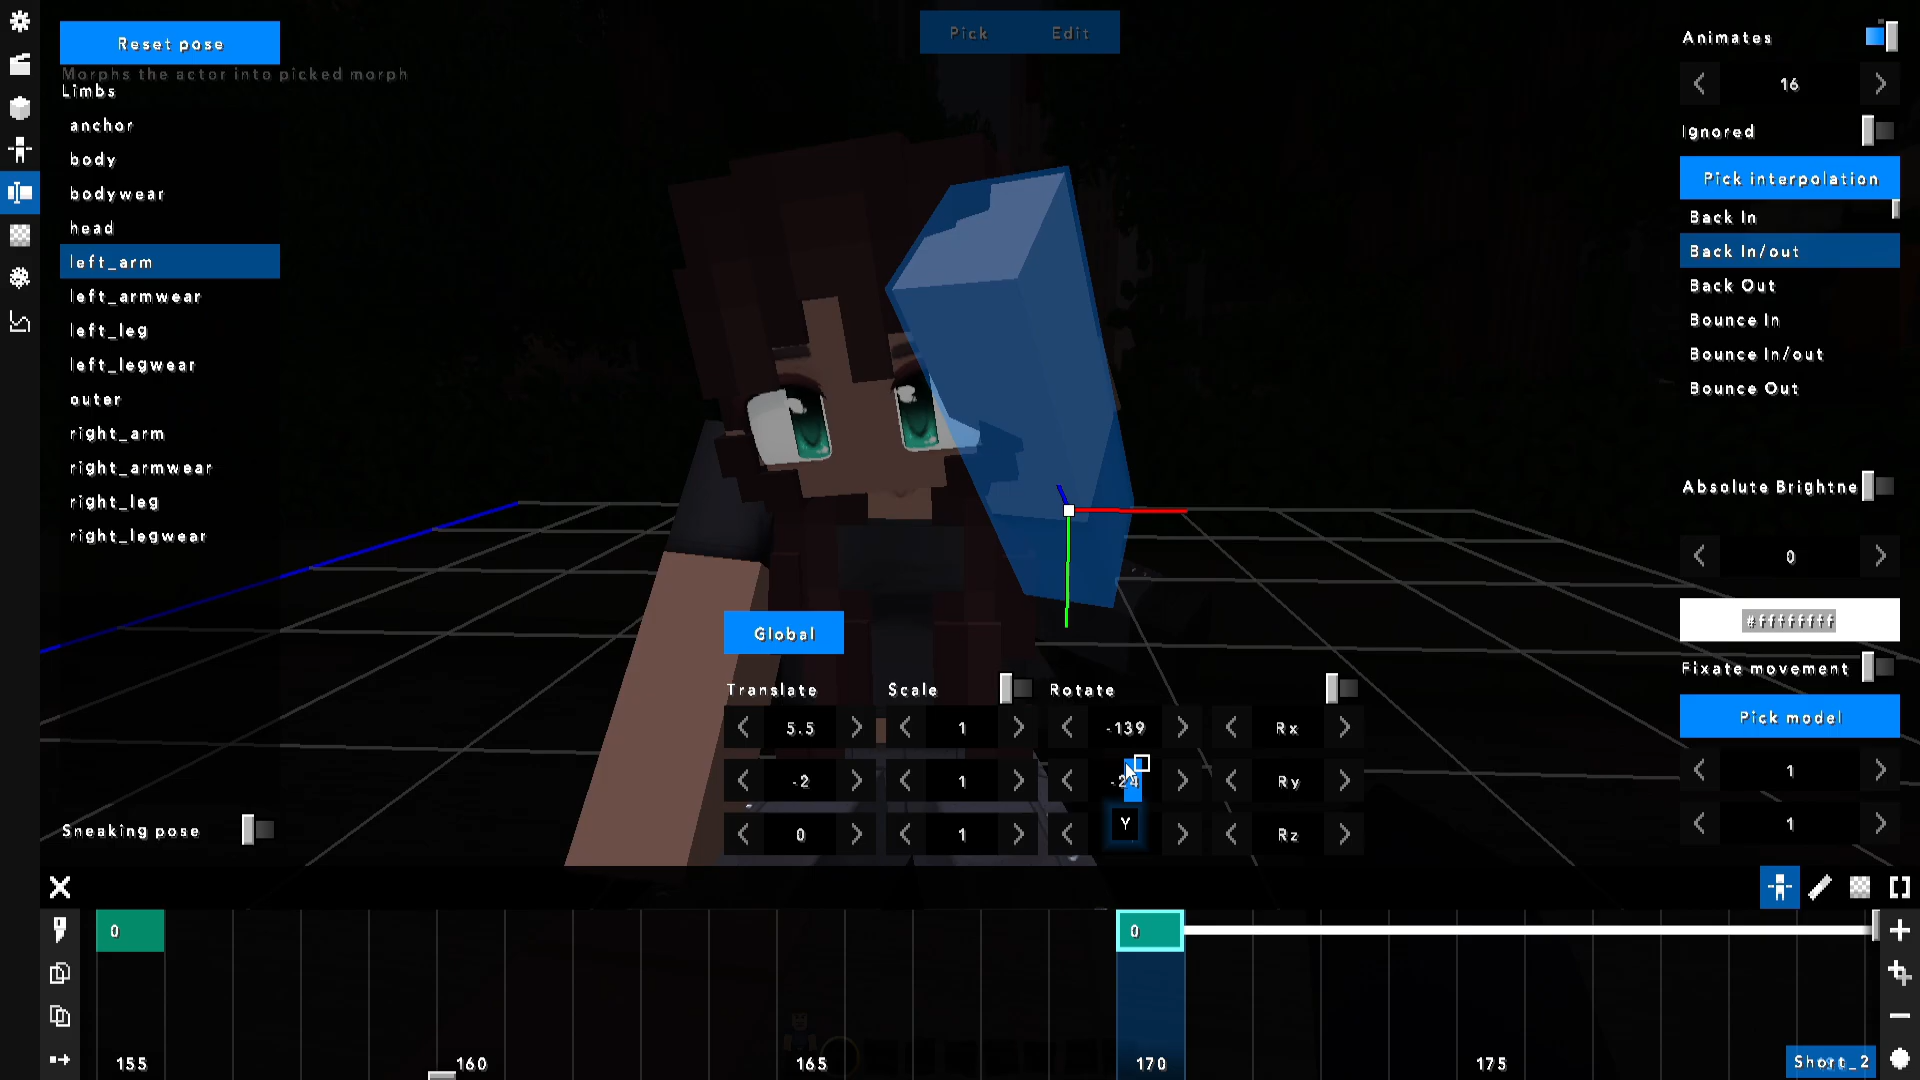 Reset pose
Morphs the actor into picked morph
Limbs
anchor
body
bodywear
head
left_arm
left_armwear
left_leg
left_legwear
outer
right_arm
right_armwear
right_leg
right_legwear
Sneaking pose
Pick Edit
Animates
16
Ignored
Pick interpolation
Back In
Back In/out
Back Out
Bounce In
Bounce In/out
Bounce Out
Absolute Brightne
0
#ffffffff
Fixate movement
Pick model
1
1
Global
Translate Scale Rotate
5.5 1 -139 Rx
-2 1 -24 Ry
0 1 Y Rz
0 0
155 160 165 170 175
Short_2